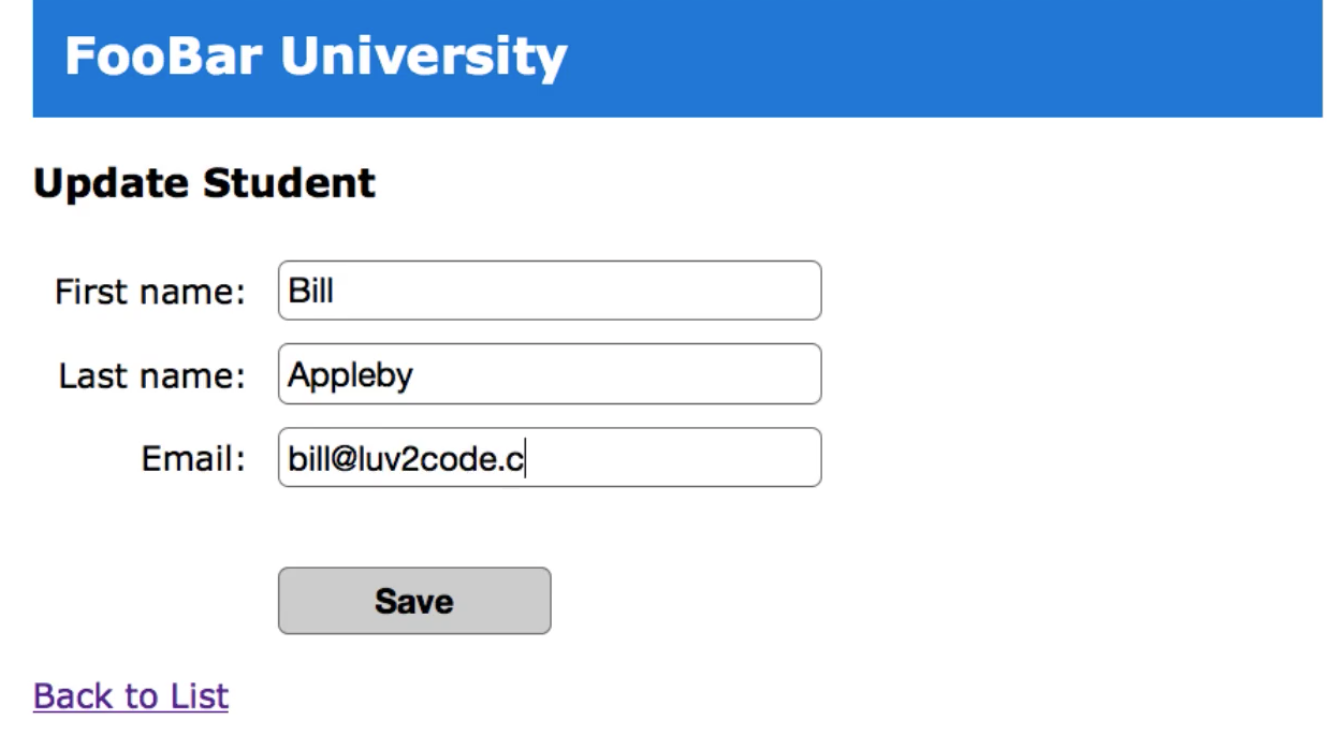 FooBar University
Update Student
First name: Bill
Last name: Appleby
Email: bill@luv2code.c
Save
Back to List